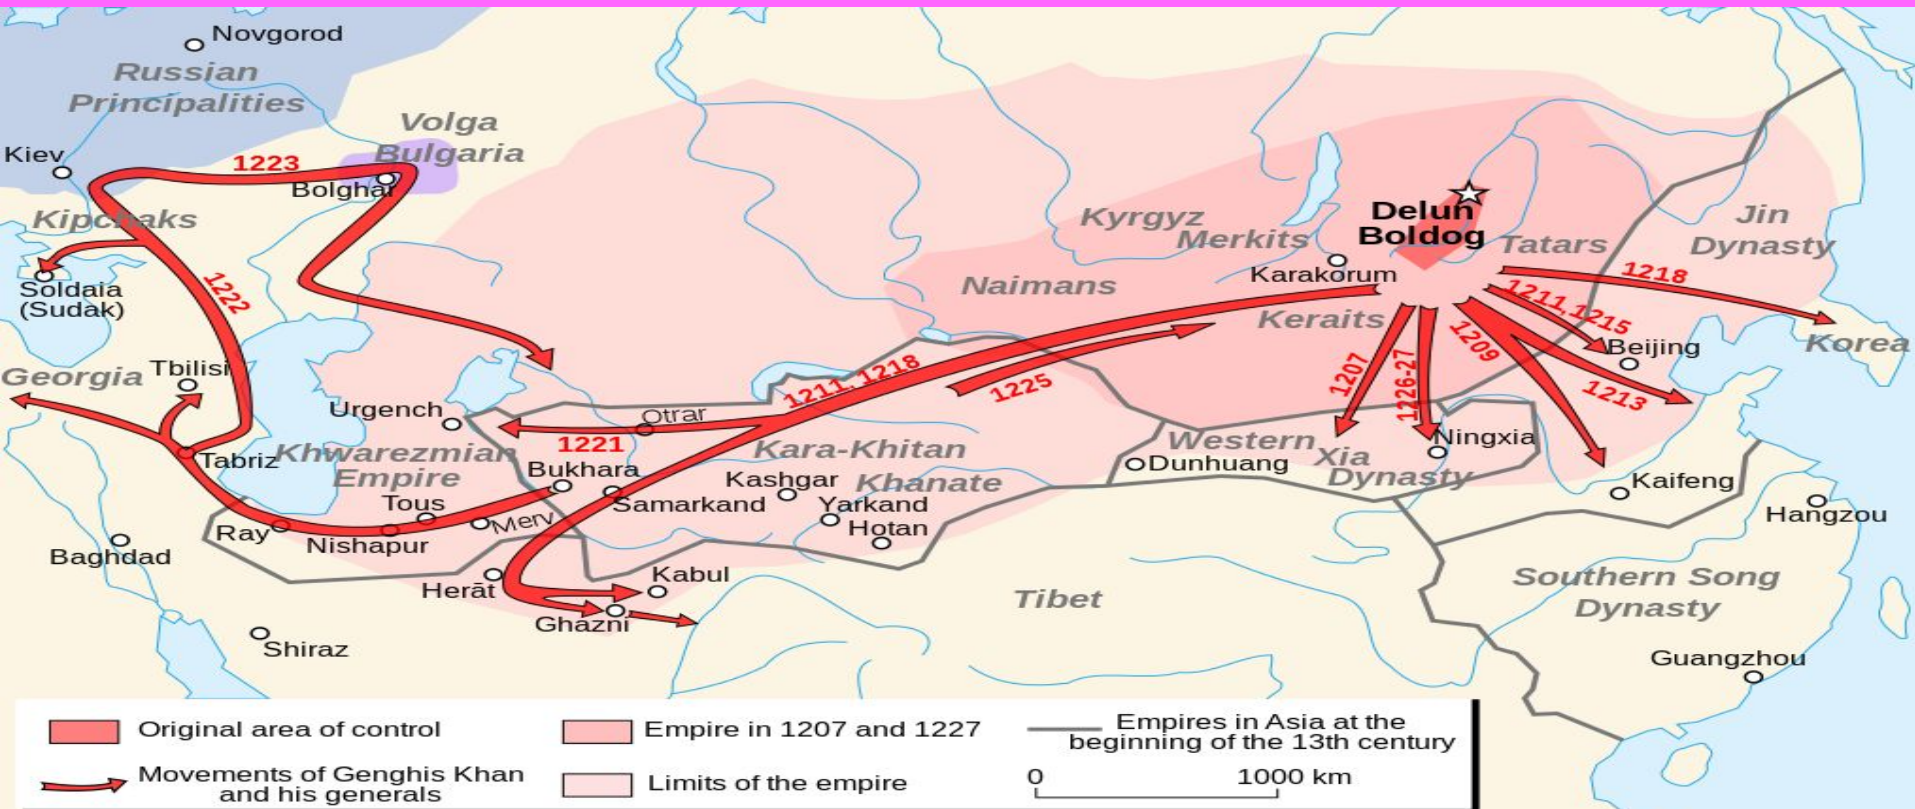 Novgorod
Russian
Principalities
Volga
Bulgaria
Kiev
1223
Bolghar
Kipchaks
Soldaia
(Sudak)
1222
Georgia
Tbilisi
Tabriz
Urgench
Khwarezmian
Empire
1221
Otrar
Bukhara
Samarkand
Tous
Merv
Ray
Nishapur
Baghdad
Herāt
Kabul
Ghazni
Shiraz
Kara-Khitan
Khanate
Kashgar
Yarkand
Hotan
1211, 1218
1225
Naimans
Kyrgyz
Merkits
Karakorum
Keraits
Delun
Boldog
Tatars
Jin
Dynasty
1218
1211,1215
1209
1213
1207
1226-27
Beijing
Korea
Western
Xia
Dynasty
Dunhuang
Ningxia
Kaifeng
Hangzou
Tibet
Southern Song
Dynasty
Guangzhou
Original area of control
Movements of Genghis Khan
and his generals
Empire in 1207 and 1227
Limits of the empire
Empires in Asia at the
beginning of the 13th century
0 1000 km